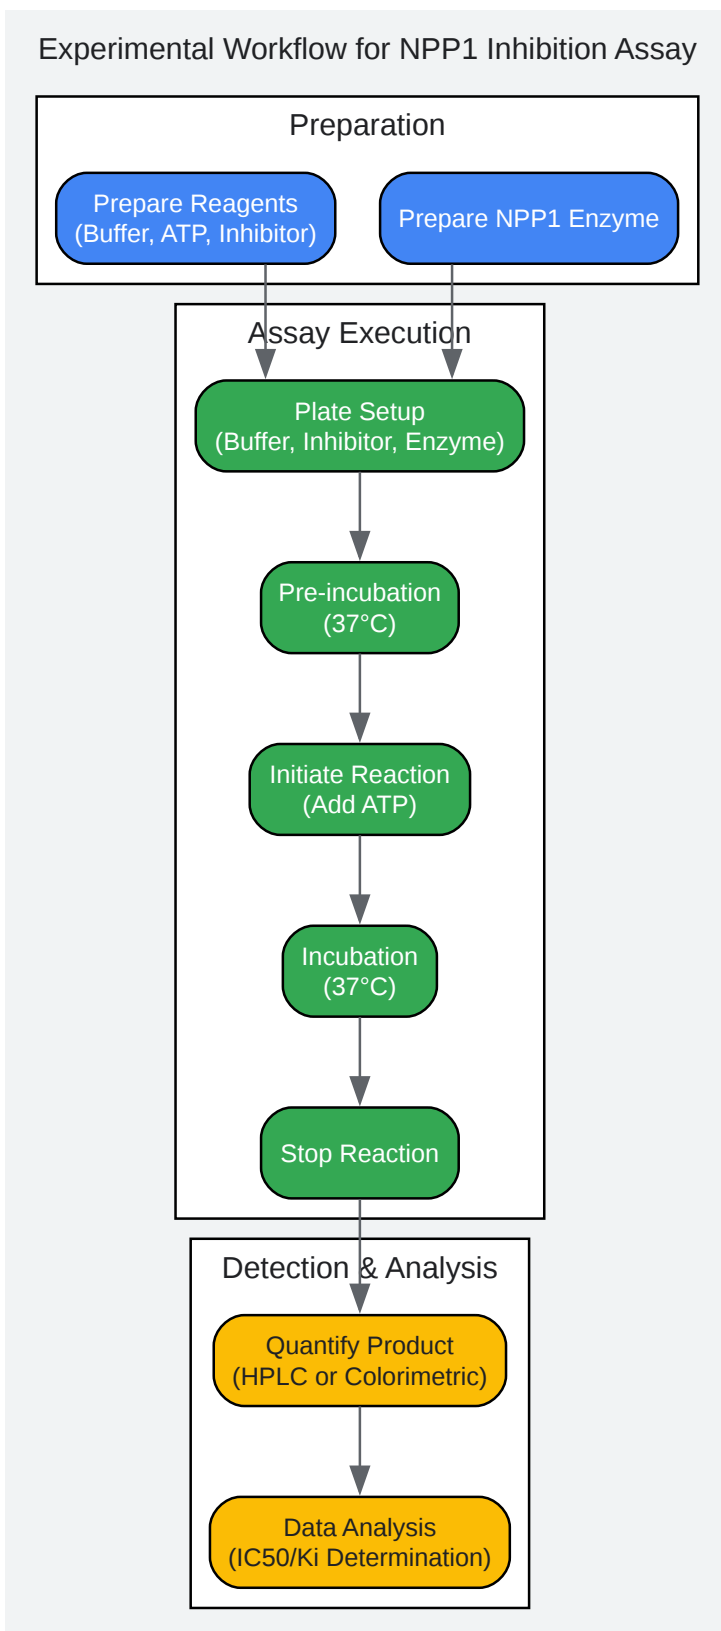 Experimental Workflow for NPP1 Inhibition Assay
Preparation
Prepare Reagents
(Buffer, ATP, Inhibitor)
Prepare NPP1 Enzyme
Assay Execution
Plate Setup
(Buffer, Inhibitor, Enzyme)
Pre-incubation
(37°C)
Initiate Reaction
(Add ATP)
Incubation
(37°C)
Stop Reaction
Detection & Analysis
Quantify Product
(HPLC or Colorimetric)
Data Analysis
(IC50/Ki Determination)